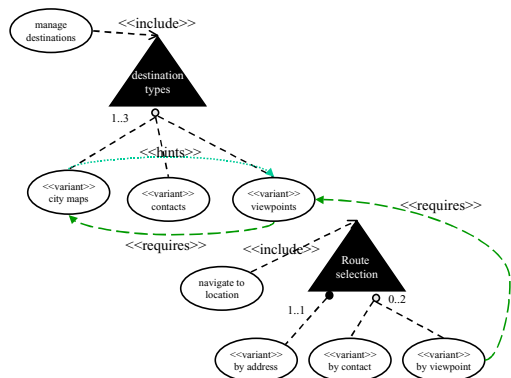 <<include>>
manage
destinations
destination
types
1..3
<<hints>>
<<variant>>
city maps
<<variant>>
contacts
<<variant>>
viewpoints
<<requires>>
<<requires>>
<<include>>
Route
selection
navigate to
location
1..1
0..2
<<variant>>
by address
<<variant>>
by contact
<<variant>>
by viewpoint